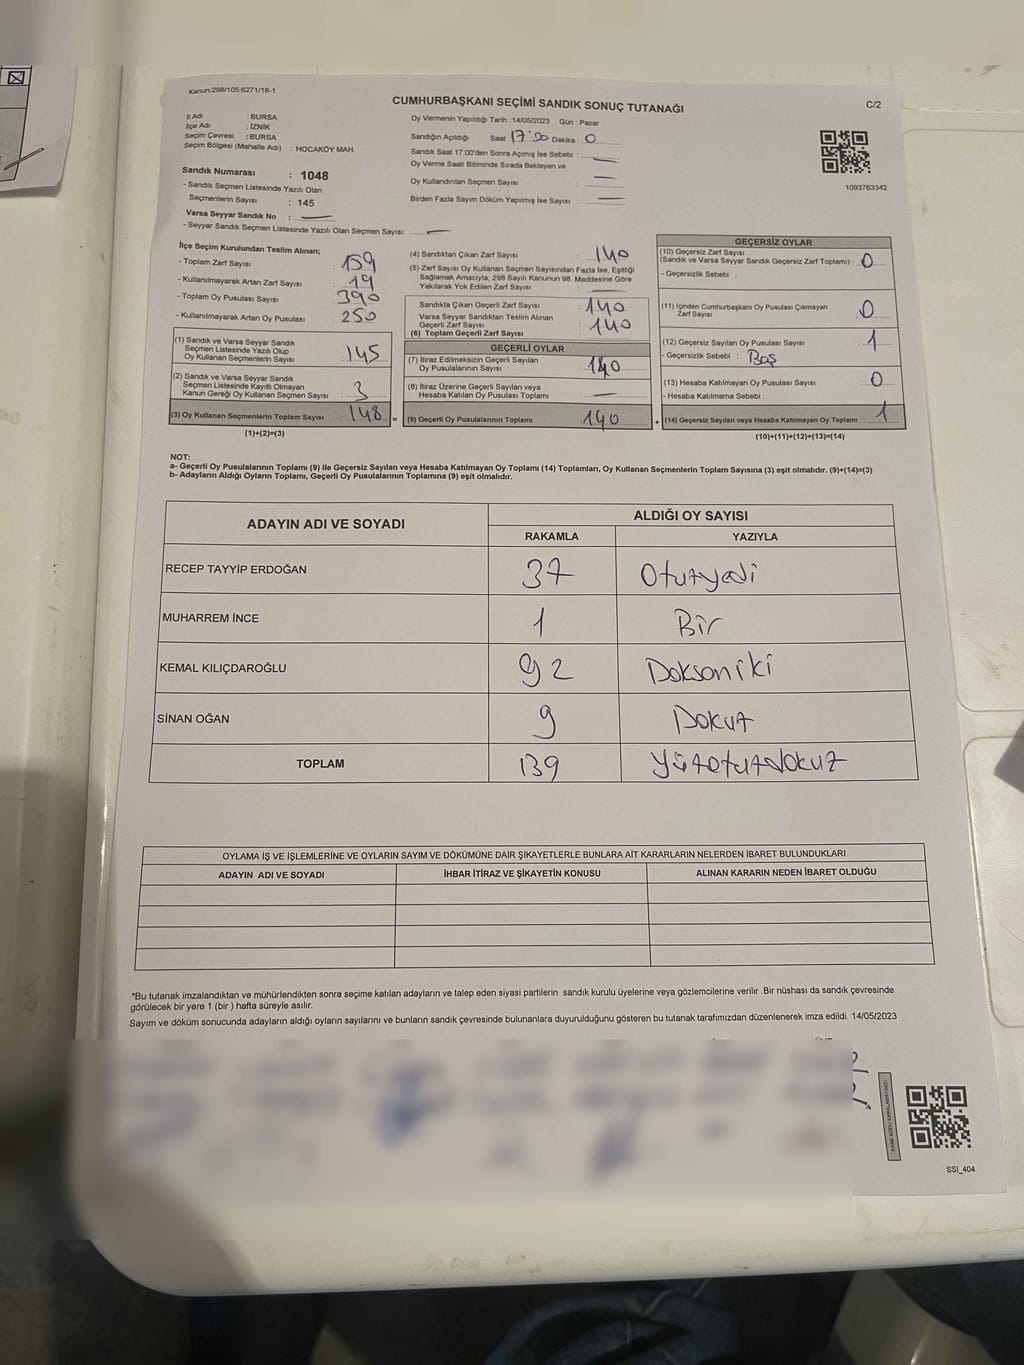 Kanun:298/105;6271/18-1
CUMHURBAŞKANI SEÇİMİ SANDIK SONUÇ TUTANAĞI
C/2
İl Adı : BURSA
İlçe Adı : İZNİK
Seçim Çevresi : BURSA
Seçim Bölgesi (Mahalle Adı) : HOCAKÖY MAH.
Sandık Numarası : 1048
- Sandık Seçmen Listesinde Yazılı Olan
Seçmenlerin Sayısı : 145
Varsa Seyyar Sandık No :
- Seyyar Sandık Seçmen Listesinde Yazılı Olan Seçmen Sayısı:
Oy Vermenin Yapıldığı Tarih :14/05/2023 Gün : Pazar
Sandığın Açıldığı Saat 17:00 Dakika : 0
Sandık Saat 17.00'den Sonra Açımış İse Sebebi :
Oy Verme Saati Bitiminde Sırada Bekleyen ve
Oy Kullandırılan Seçmen Sayısı :
Birden Fazla Sayım Döküm Yapılmış İse Sayısı :
1093763342
İlçe Seçim Kurulundan Teslim Alınan;
- Toplam Zarf Sayısı : 159
- Kullanılmayarak Artan Zarf Sayısı : 19
- Toplam Oy Pusulası Sayısı : 390
- Kullanılmayarak Artan Oy Pusulası : 250
(1) Sandık ve Varsa Seyyar Sandık
Seçmen Listesinde Yazılı Olup
Oy Kullanan Seçmenlerin Sayısı : 145
(2) Sandık ve Varsa Seyyar Sandık
Seçmen Listesinde Kayıtlı Olmayan
Kanun Gereği Oy Kullanan Seçmen Sayısı : 3
(3) Oy Kullanan Seçmenlerin Toplam Sayısı : 148 =
(1)+(2)=(3)
(4) Sandıktan Çıkan Zarf Sayısı : 140
(5) Zarf Sayısı Oy Kullanan Seçmen Sayısından Fazla İse, Eşitliği
Sağlamak Amacıyla; 298 Sayılı Kanunun 98. Maddesine Göre
Yakılarak Yok Edilen Zarf Sayısı :
Sandıkta Çıkan Geçerli Zarf Sayısı : 140
Varsa Seyyar Sandıktan Teslim Alınan
Geçerli Zarf Sayısı : 140
(6) Toplam Geçerli Zarf Sayısı
GEÇERLİ OYLAR
(7) İtiraz Edilmeksizin Geçerli Sayılan
Oy Pusulalarının Sayısı : 140
(8) İtiraz Üzerine Geçerli Sayılan veya
Hesaba Katılan Oy Pusulası Toplamı :
(9) Geçerli Oy Pusulalarının Toplamı : 140 +
GEÇERSİZ OYLAR
(10) Geçersiz Zarf Sayısı
(Sandık ve Varsa Seyyar Sandık Geçersiz Zarf Toplamı) : 0
- Geçersizlik Sebebi :
(11) İçinden Cumhurbaşkanı Oy Pusulası Çıkmayan
Zarf Sayısı : 0
(12) Geçersiz Sayılan Oy Pusulası Sayısı : 1
- Geçersizlik Sebebi : Boş
(13) Hesaba Katılmayan Oy Pusulası Sayısı : 0
- Hesaba Katılmama Sebebi :
(14) Geçersiz Sayılan veya Hesaba Katılmayan Oy Toplamı : 1
(10)+(11)+(12)+(13)=(14)
NOT:
a- Geçerli Oy Pusulalarının Toplamı (9) ile Geçersiz Sayılan veya Hesaba Katılmayan Oy Toplamı (14) Toplamları, Oy Kullanan Seçmenlerin Toplam Sayısına (3) eşit olmalıdır. (9)+(14)=(3)
b- Adayların Aldığı Oyların Toplamı, Geçerli Oy Pusulalarının Toplamına (9) eşit olmalıdır.
ADAYIN ADI VE SOYADI ALDIĞI OY SAYISI
RAKAMLA YAZIYLA
RECEP TAYYİP ERDOĞAN 37 Otuzyedi
MUHARREM İNCE 1 Bir
KEMAL KILIÇDAROĞLU 92 Doksaniki
SİNAN OĞAN 9 Dokuz
TOPLAM 139 Yüzotuzdokuz
OYLAMA İŞ VE İŞLEMLERİNE VE OYLARIN SAYIM VE DÖKÜMÜNE DAİR ŞİKAYETLERLE BUNLARA AİT KARARLARIN NELERDEN İBARET BULUNDUKLARI
ADAYIN ADI VE SOYADI İHBAR İTİRAZ VE ŞİKAYETİN KONUSU ALINAN KARARIN NEDEN İBARET OLDUĞU
*Bu tutanak imzalandıktan ve mühürlendikten sonra seçime katılan adayların ve talep eden siyasi partilerin sandık kurulu üyelerine veya gözlemcilerine verilir .Bir nüshası da sandık çevresinde
görülecek bir yere 1 (bir ) hafta süreyle asılır.
Sayım ve döküm sonucunda adayların aldığı oyların sayılarını ve bunların sandık çevresinde bulunanlara duyurulduğunu gösteren bu tutanak tarafımızdan düzenlenerek imza edildi. 14/05/2023
SSI_404